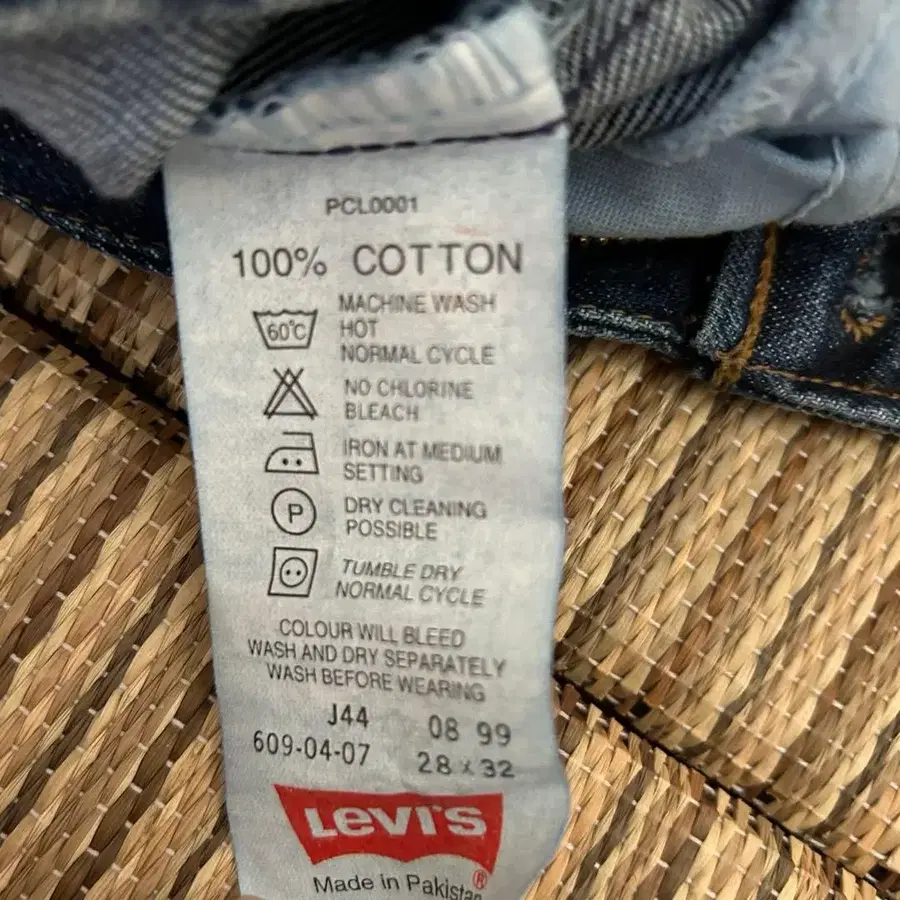 PCL0001
100% COTTON
60°C
MACHINE WASH
HOT
NORMAL CYCLE
NO CHLORINE
BLEACH
IRON AT MEDIUM
SETTING
P
DRY CLEANING
POSSIBLE
TUMBLE DRY
NORMAL CYCLE
COLOUR WILL BLEED
WASH AND DRY SEPARATELY
WASH BEFORE WEARING
J44 08 99
609-04-07 28 x 32
LEVI'S
®
Made in Pakistan